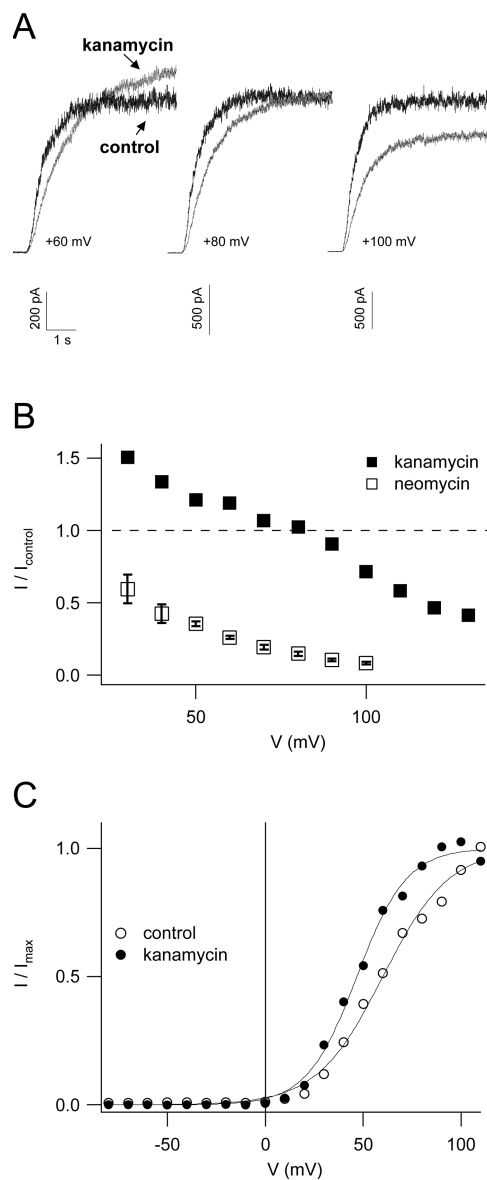 A
kanamycin
control
+60 mV
+80 mV
+100 mV
200 pA
1 s
500 pA
500 pA
B
1.5
1.0
0.5
0.0
I / Icontrol
kanamycin
neomycin
50
100
V (mV)
C
1.0
0.5
0.0
I / Imax
control
kanamycin
-50
0
50
100
V (mV)